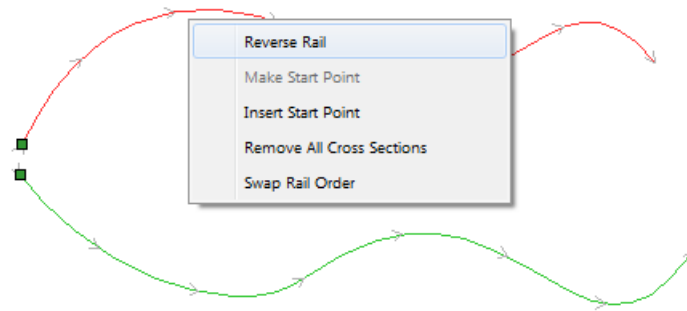 Reverse Rail
Make Start Point
Insert Start Point
Remove All Cross Sections
Swap Rail Order